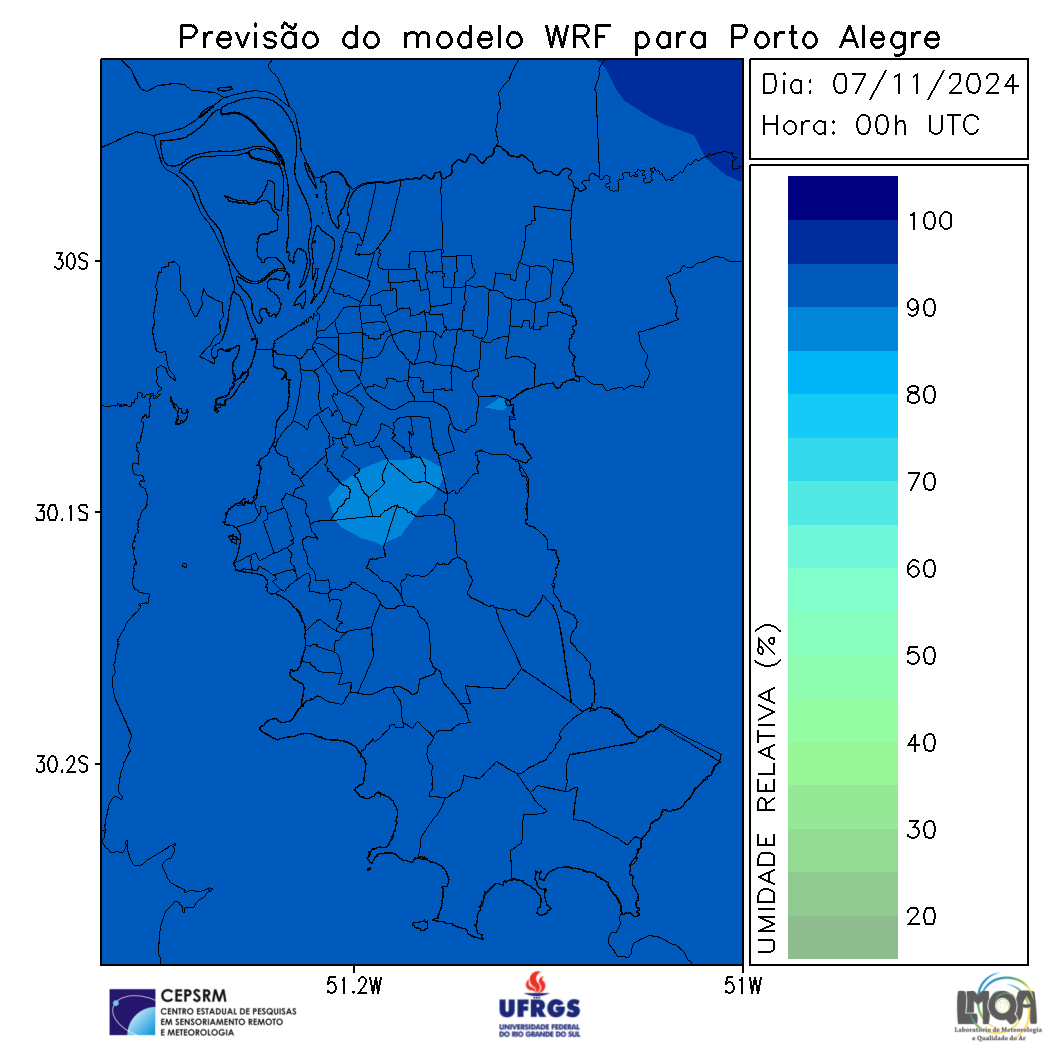 Previsão do modelo WRF para Porto Alegre
Dia: 07/11/2024
Hora: 00h UTC
30S
30.1S
30.2S
51.2W
51W
100
90
80
70
60
50
40
30
20
UMIDADE RELATIVA (%)
CEPSRM
CENTRO ESTADUAL DE PESQUISAS
EM SENSORIAMENTO REMOTO
E METEOROLOGIA
UFRGS
UNIVERSIDADE FEDERAL
DO RIO GRANDE DO SUL
LMQA
Laboratório de Meteorologia
e Qualidade do Ar